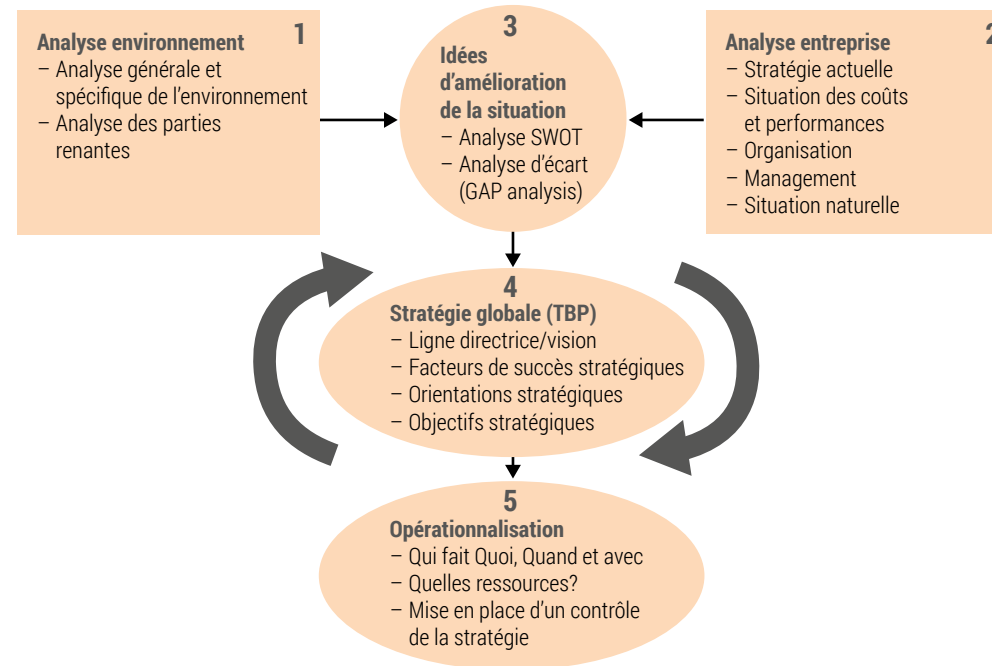 1
Analyse environnement
– Analyse générale et
spécifique de l'environnement
– Analyse des parties
renantes
3
Idées
d'amélioration
de la situation
– Analyse SWOT
– Analyse d'écart
(GAP analysis)
2
Analyse entreprise
– Stratégie actuelle
– Situation des coûts
et performances
– Organisation
– Management
– Situation naturelle
4
Stratégie globale (TBP)
– Ligne directrice/vision
– Facteurs de succès stratégiques
– Orientations stratégiques
– Objectifs stratégiques
5
Opérationnalisation
– Qui fait Quoi, Quand et avec
– Quelles ressources?
– Mise en place d'un contrôle
de la stratégie